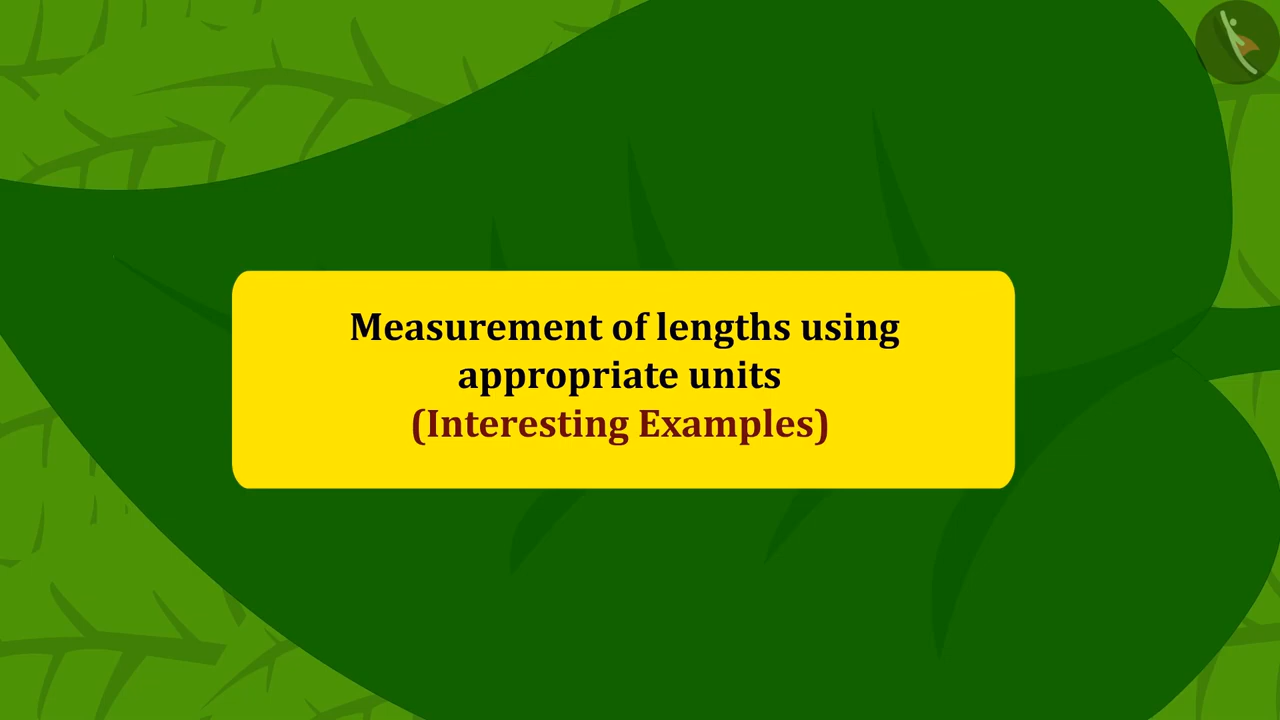 Measurement of lengths using
appropriate units
(Interesting Examples)